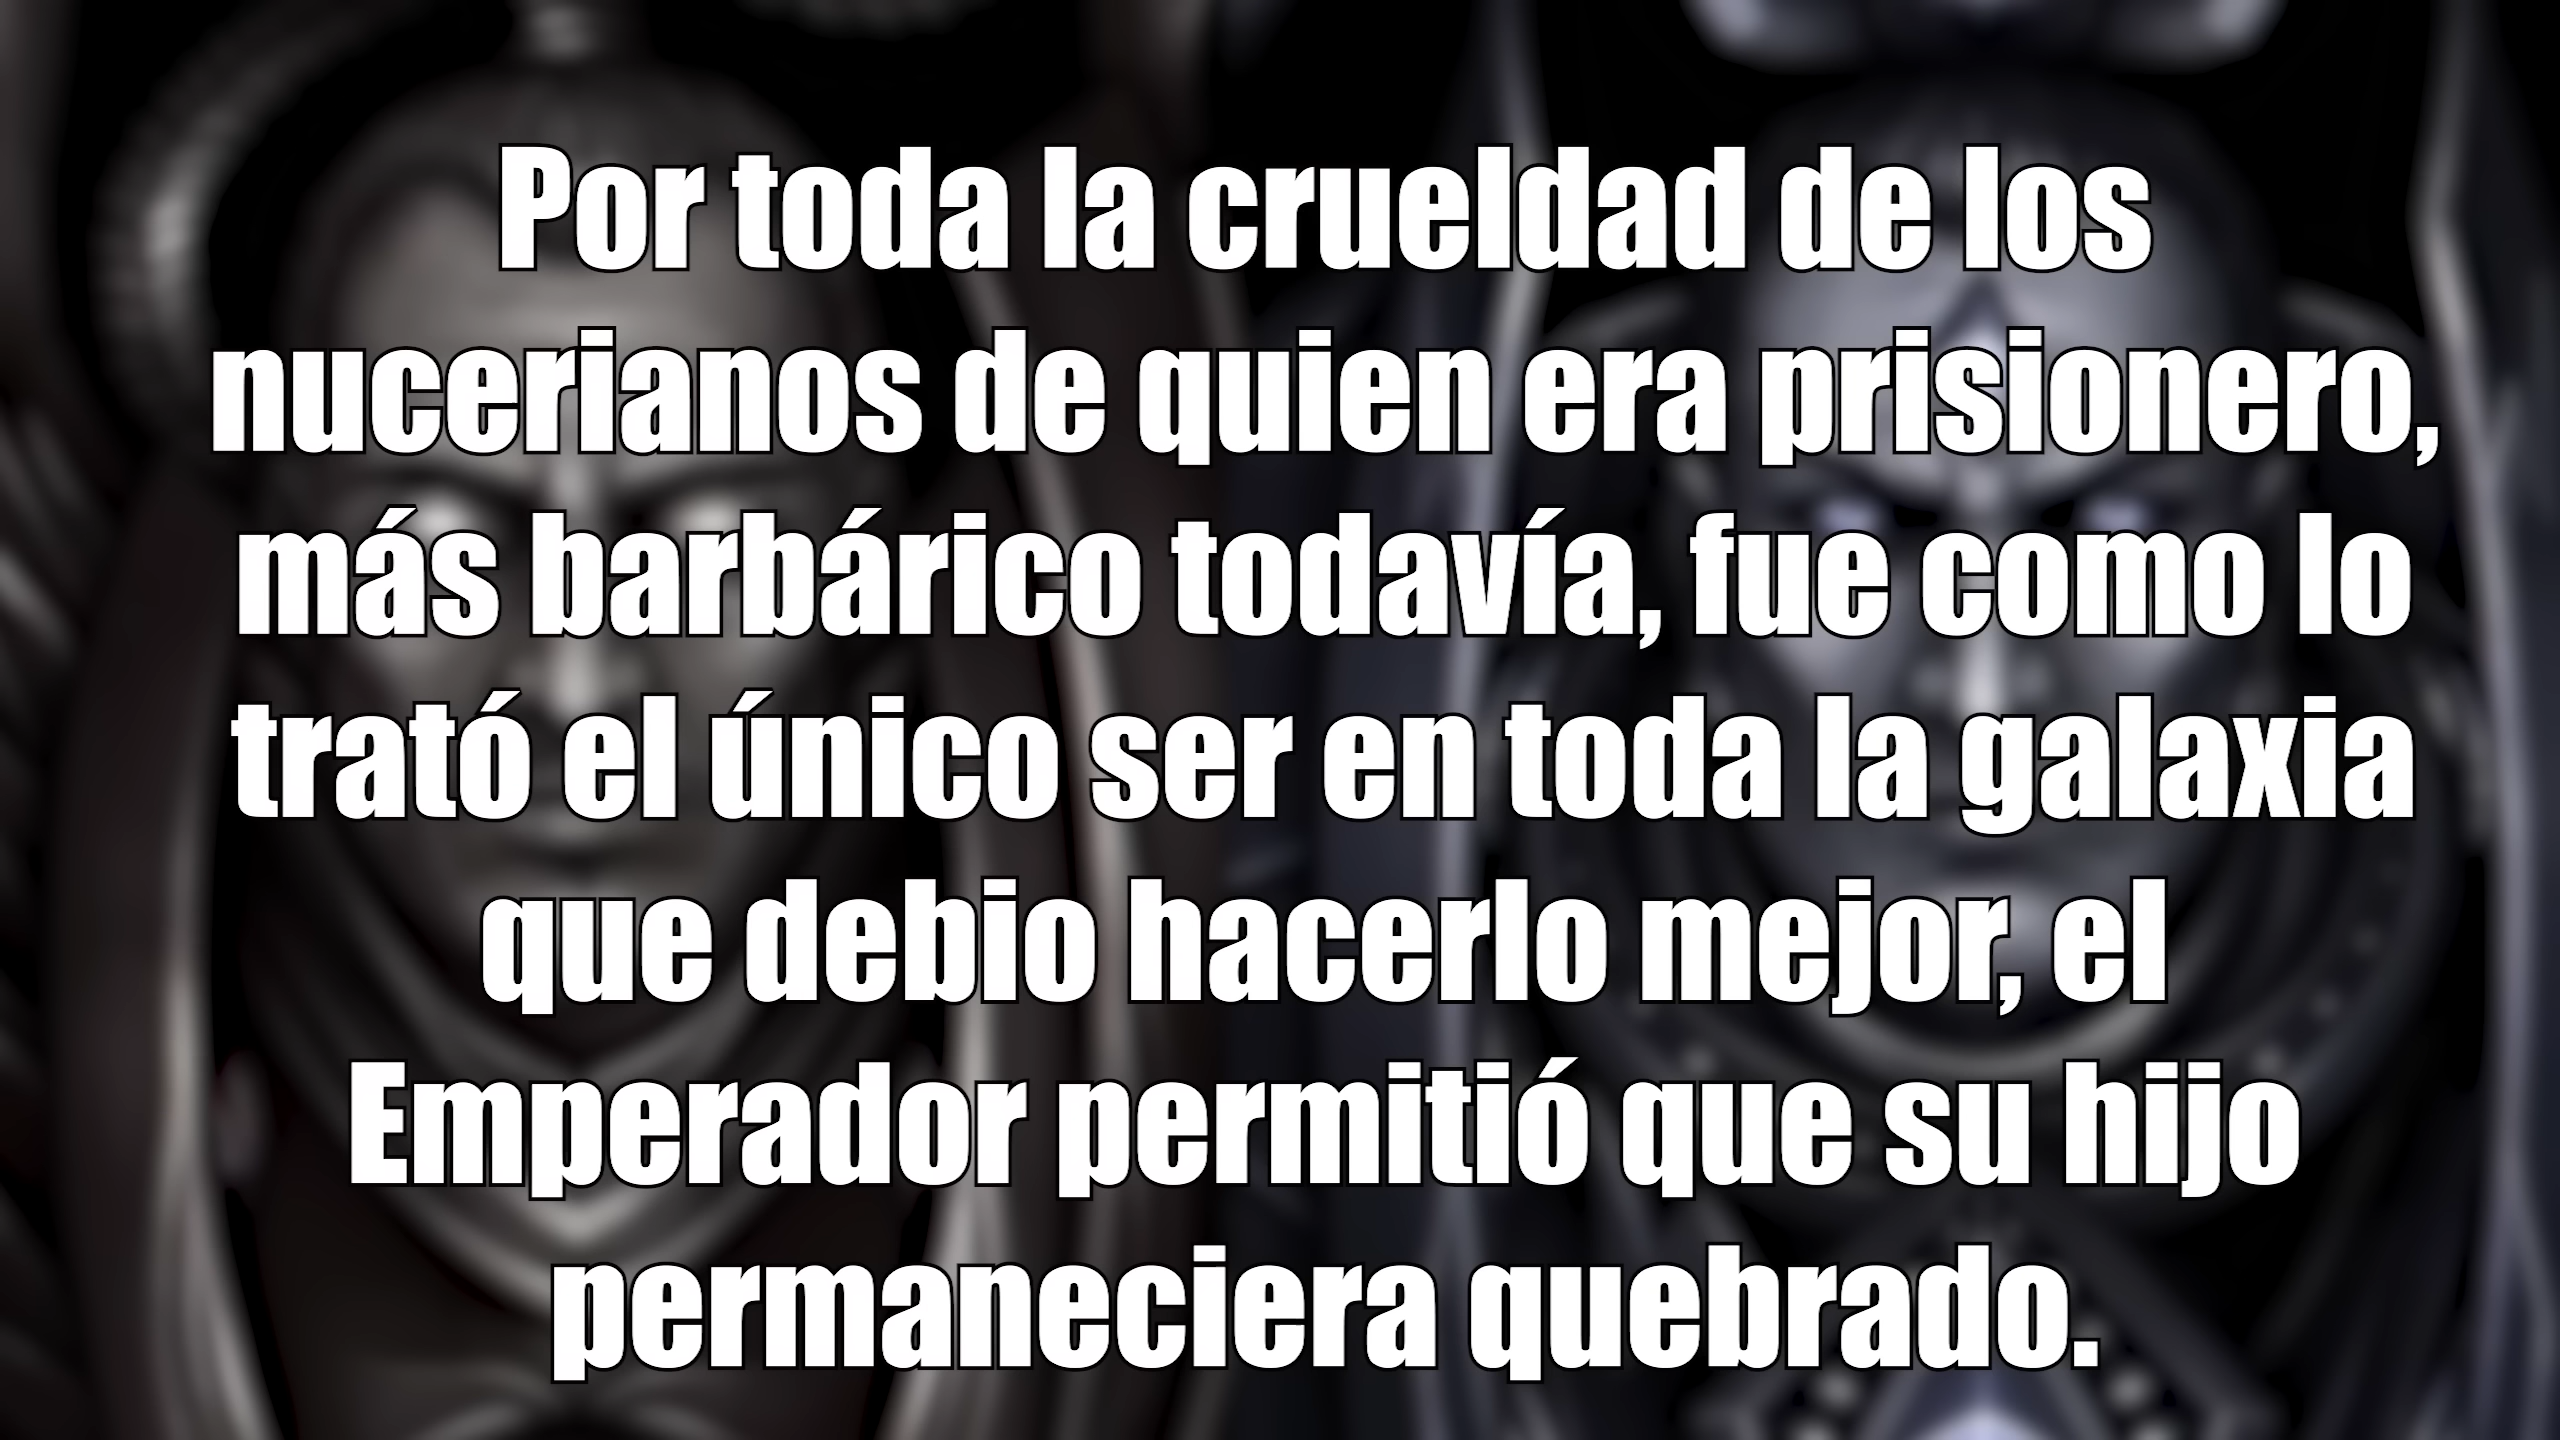 Por toda la crueldad de los
nucerianos de quien era prisionero,
más barbárico todavía, fue como lo
trató el único ser en toda la galaxia
que debio hacerlo mejor, el
Emperador permitió que su hijo
permaneciera quebrado.